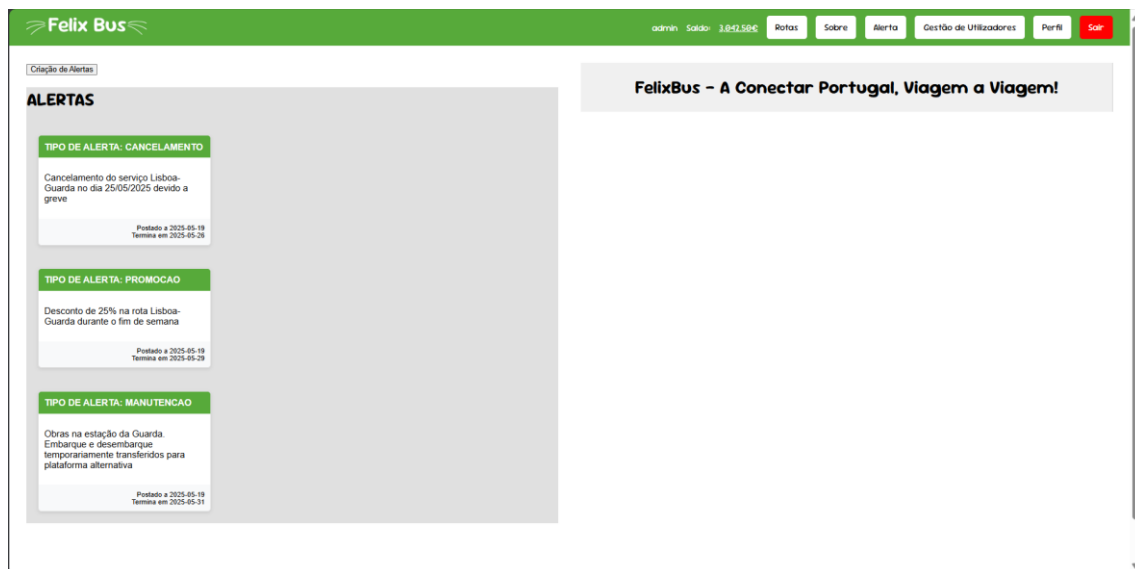 Felix Bus
admin Saldo: 3.042,50€ Rotas Sobre Alerta Gestão de Utilizadores Perfil Sair
Criação de Alertas
FelixBus - A Conectar Portugal, Viagem a Viagem!
ALERTAS
TIPO DE ALERTA: CANCELAMENTO
Cancelamento do serviço Lisboa-
Guarda no dia 25/05/2025 devido a
greve
Postado a 2025-05-19
Termina em 2025-05-26
TIPO DE ALERTA: PROMOCAO
Desconto de 25% na rota Lisboa-
Guarda durante o fim de semana
Postado a 2025-05-19
Termina em 2025-05-29
TIPO DE ALERTA: MANUTENCAO
Obras na estação da Guarda.
Embarque e desembarque
temporariamente transferidos para
plataforma alternativa
Postado a 2025-05-19
Termina em 2025-05-31